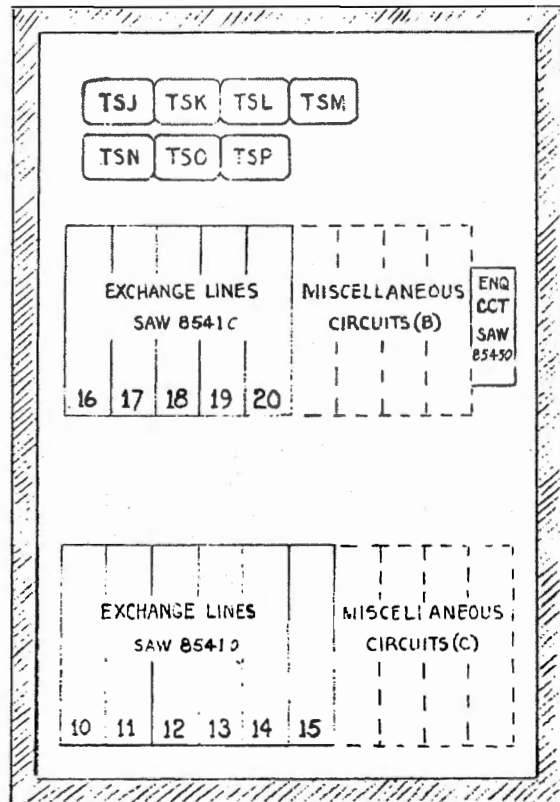 TSJ TSK TSL TSM
TSN TSO TSP
EXCHANGE LINES
SAW 8541C
16 17 18 19 20
MISCELLANEOUS
CIRCUITS (B)
ENQ
CCT
SAW
85450
EXCHANGE LINES
SAW
10 11 12 13 14 15
MISCELLANEOUS
CIRCUITS (C)